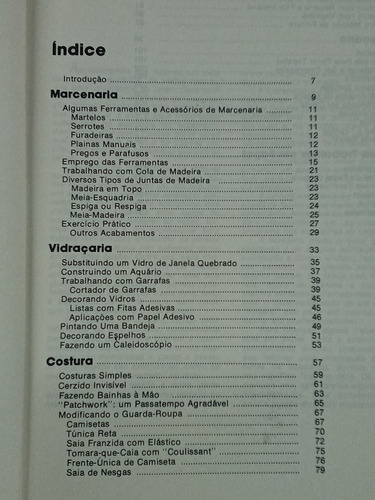 Índice
Introdução 7
Marcenaria 9
Algumas Ferramentas e Acessórios de Marcenaria 11
Martelos 11
Serrotes 11
Furadeiras 12
Plainas Manuais 12
Pregos e Parafusos 13
Emprego das Ferramentas 15
Trabalhando com Cola de Madeira 21
Diversos Tipos de Juntas de Madeira 23
Madeira em Topo 23
Meia-Esquadria 23
Espiga ou Respiga 24
Meia-Madeira 25
Exercício Prático 27
Outros Acabamentos 29
Vidraçaria 33
Substituindo um Vidro de Janela Quebrado 35
Construindo um Aquário 37
Trabalhando com Garrafas 39
Cortador de Garrafas 39
Decorando Vidros 45
Listas com Fitas Adesivas 45
Aplicações com Papel Adesivo 46
Pintando Uma Bandeja 49
Decorando Espelhos 51
Fazendo um Caleidoscópio 53
Costura 57
Costuras Simples 59
Cerzido Invisível 61
Fazendo Bainhas à Mão 63
"Patchwork": um Passatempo Agradável 65
Modificando o Guarda-Roupa 67
Camisetas 67
Túnica Reta 70
Saia Franzida com Elástico 72
Tomara-que-Caia com "Coulissant" 75
Frente-Única de Camiseta 76
Saia de Nesgas 79